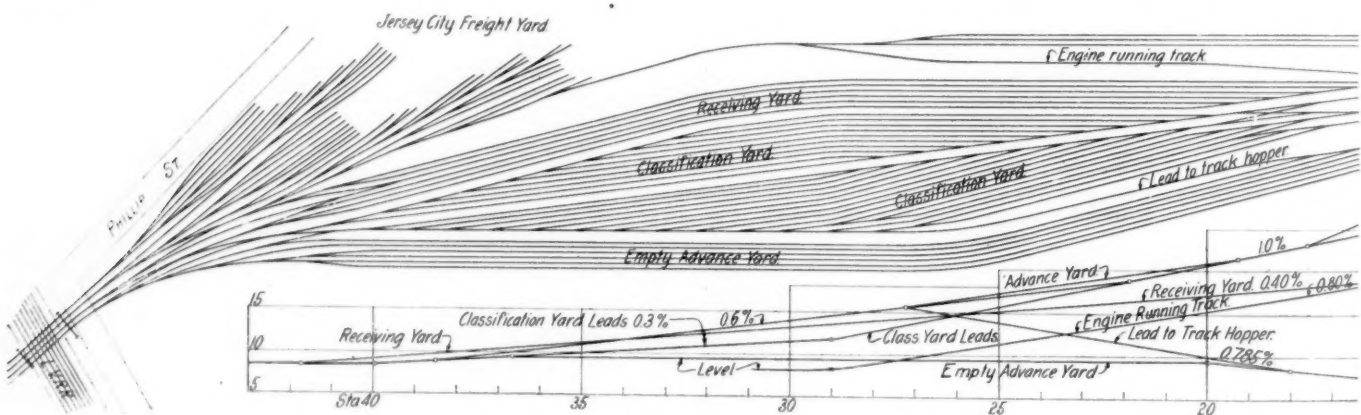 Jersey City Freight Yard.
Engine running track
Receiving Yard.
PHILLIP ST.
Classification Yard.
Classification Yard.
Lead to track hopper.
Empty Advance Yard.
1.0%
Advance Yard
Receiving Yard. 0.40%
0.80%
15
Classification Yard Leads 0.3%
0.6%
Engine Running Track.
Receiving Yard
Class Yard Leads
Lead to Track Hopper.
10
0.785%
Level
Empty Advance Yard
5
Sta 40
35
30
25
20